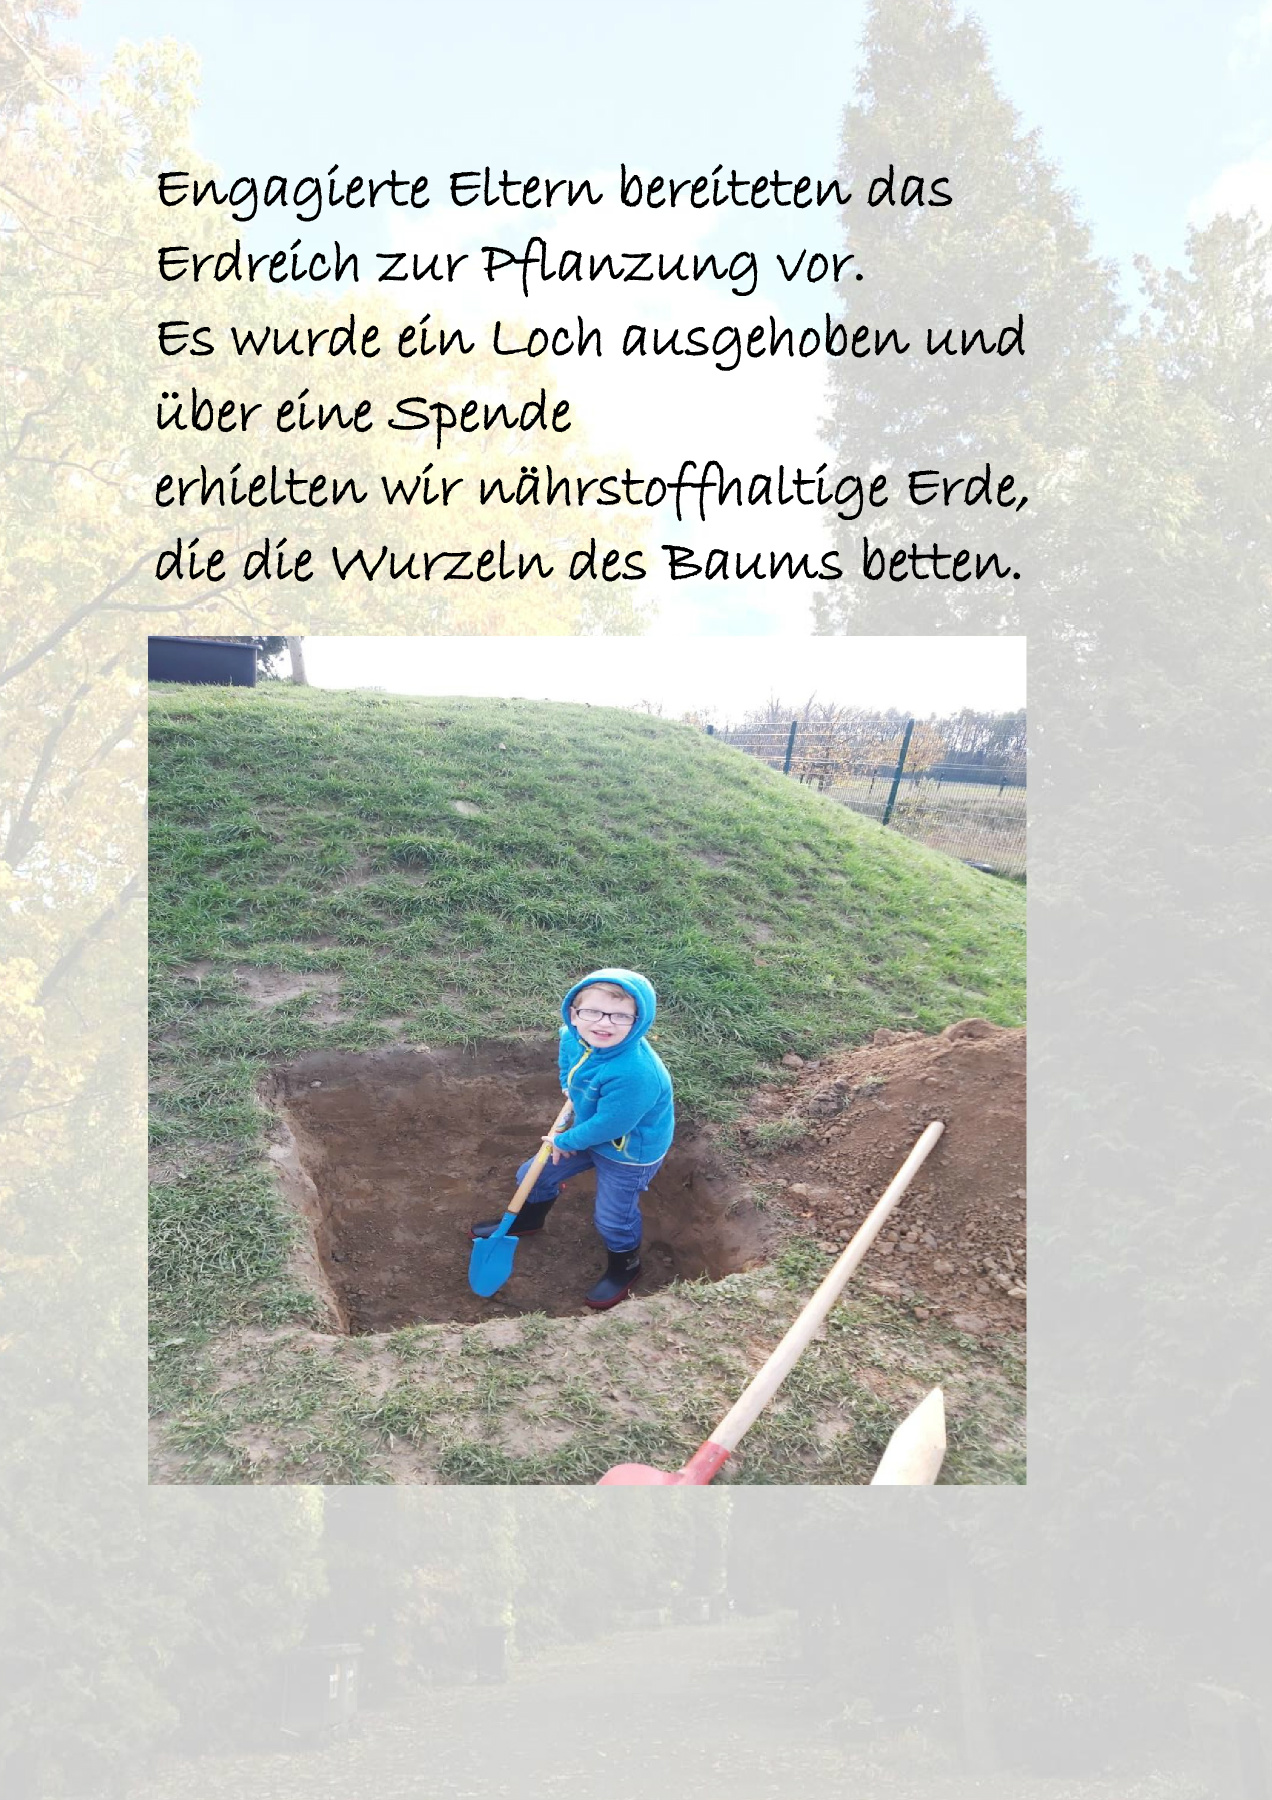 Engagierte Eltern bereiteten das
Erdreich zur Pflanzung vor.
Es wurde ein Loch ausgehoben und
über eine Spende
erhielten wir nährstoffhaltige Erde,
die die Wurzeln des Baums betten.